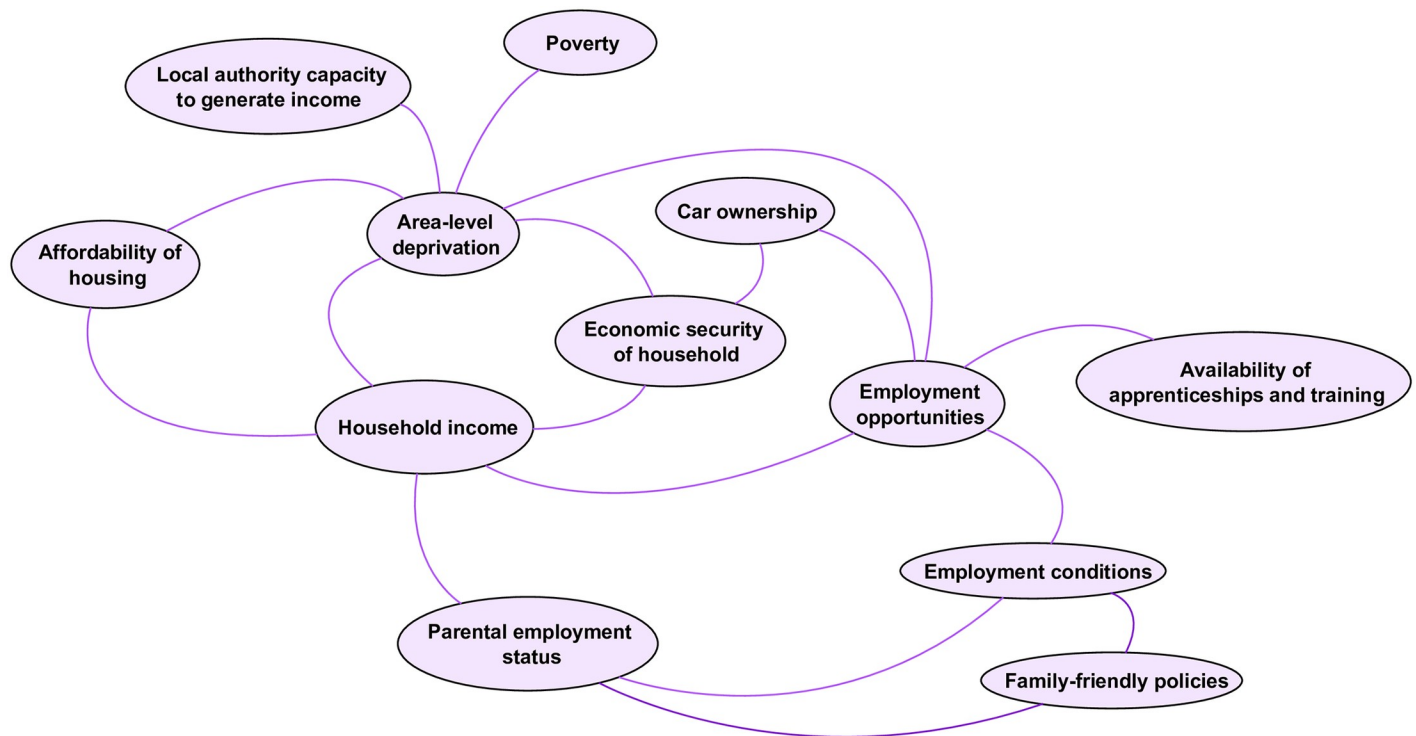 Poverty
Local authority capacity
to generate income
Car ownership
Area-level
deprivation
Affordability of
housing
Economic security
of household
Availability of
apprenticeships and training
Employment
opportunities
Household income
Employment conditions
Parental employment
status
Family-friendly policies